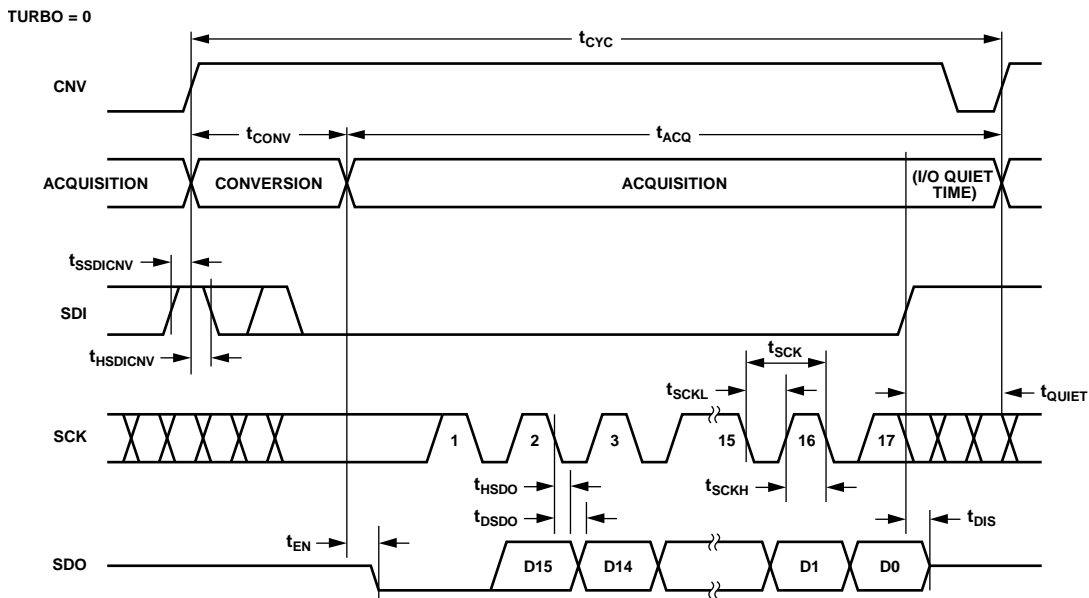 TURBO = 0
tCYC
CNV
tCONV
tACQ
ACQUISITION
CONVERSION
ACQUISITION
(I/O QUIET
TIME)
tSSDICNV
SDI
tHSDICNV
tSCK
tSCKL
tQUIET
SCK
1
2
3
15
16
17
tHSDO
tSCKH
tDSDO
tEN
tDIS
SDO
D15
D14
D1
D0